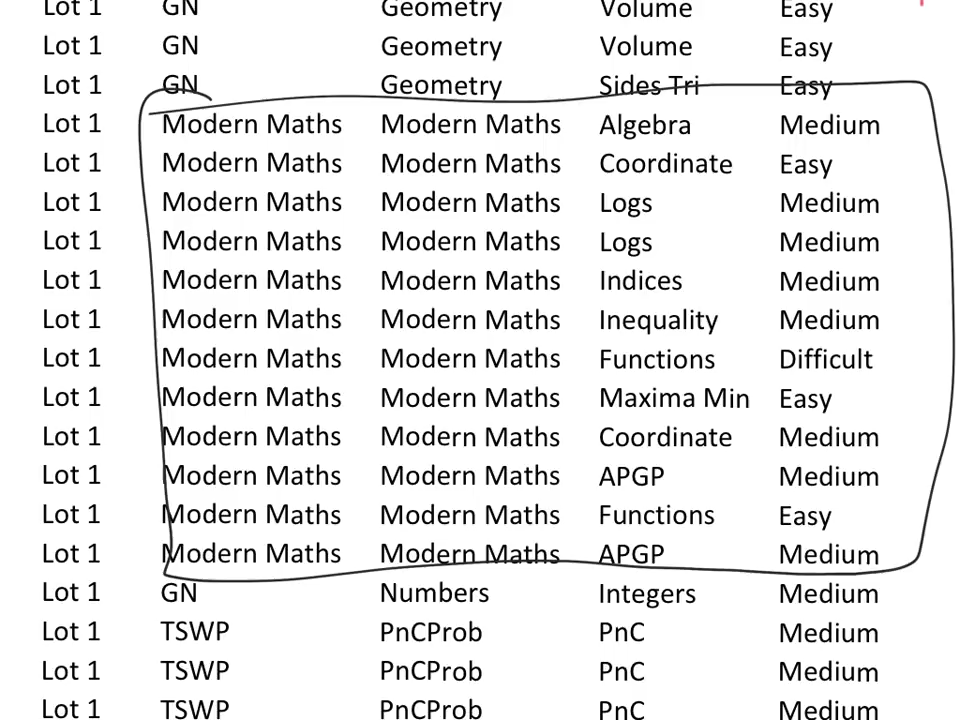 Lot 1 GN Geometry Volume Easy
Lot 1 GN Geometry Volume Easy
Lot 1 GN Geometry Sides Tri Easy
Lot 1 Modern Maths Modern Maths Algebra Medium
Lot 1 Modern Maths Modern Maths Coordinate Easy
Lot 1 Modern Maths Modern Maths Logs Medium
Lot 1 Modern Maths Modern Maths Logs Medium
Lot 1 Modern Maths Modern Maths Indices Medium
Lot 1 Modern Maths Modern Maths Inequality Medium
Lot 1 Modern Maths Modern Maths Functions Difficult
Lot 1 Modern Maths Modern Maths Maxima Min Easy
Lot 1 Modern Maths Modern Maths Coordinate Medium
Lot 1 Modern Maths Modern Maths APGP Medium
Lot 1 Modern Maths Modern Maths Functions Easy
Lot 1 Modern Maths Modern Maths APGP Medium
Lot 1 GN Numbers Integers Medium
Lot 1 TSWP PnCProb PnC Medium
Lot 1 TSWP PnCProb PnC Medium
Lot 1 TSWP PnCProb PnC Medium